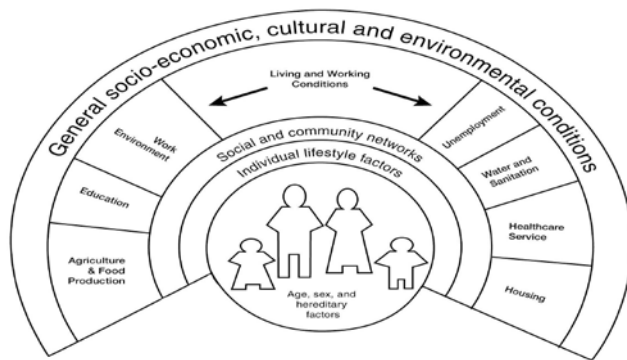 General socio-economic, cultural and environmental conditions
Living and Working
Conditions
Work
Environment
Education
Agriculture
& Food
Production
Unemployment
Water and
Sanitation
Healthcare
Service
Housing
Social and community networks
Individual lifestyle factors
Age, sex, and
hereditary
factors